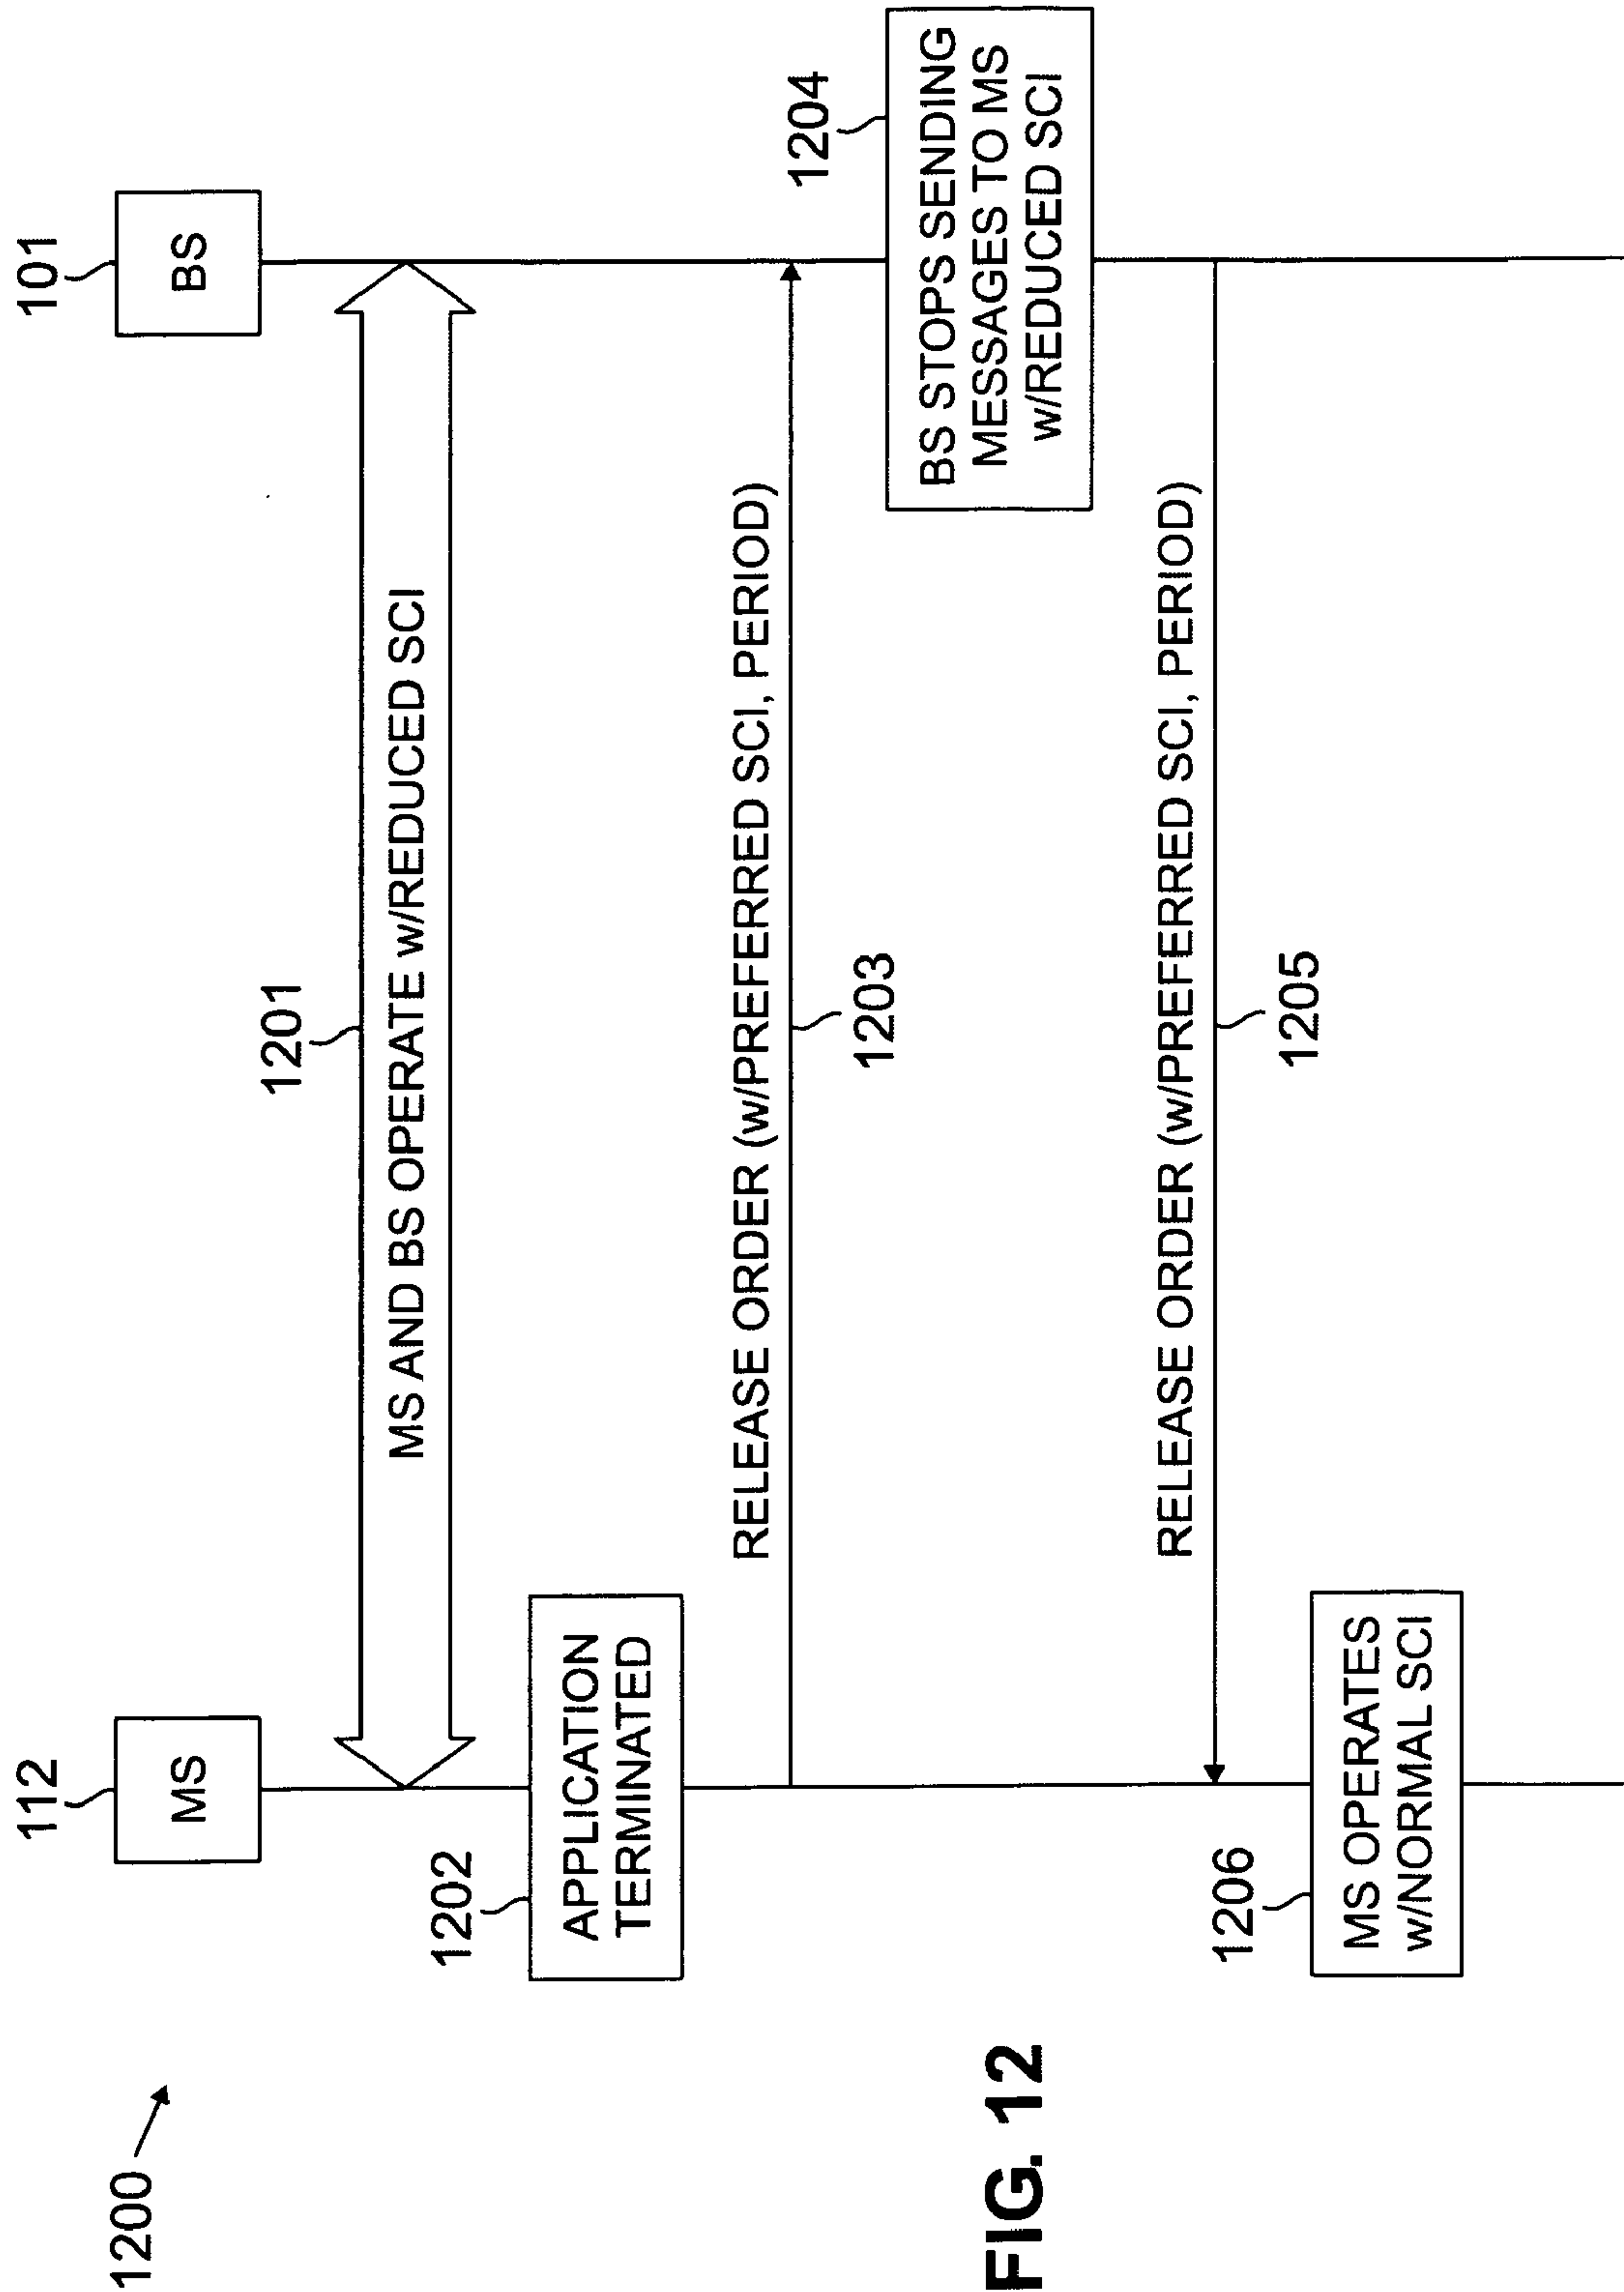 1200
112
MS
101
BS
1201
MS AND BS OPERATE w/REDUCED SCI
1202
APPLICATION
TERMINATED
RELEASE ORDER (w/PREFERRED SCI, PERIOD)
1203
1204
BS STOPS SENDING
MESSAGES TO MS
w/REDUCED SCI
RELEASE ORDER (w/PREFERRED SCI, PERIOD)
1205
1206
MS OPERATES
w/NORMAL SCI
FIG. 12